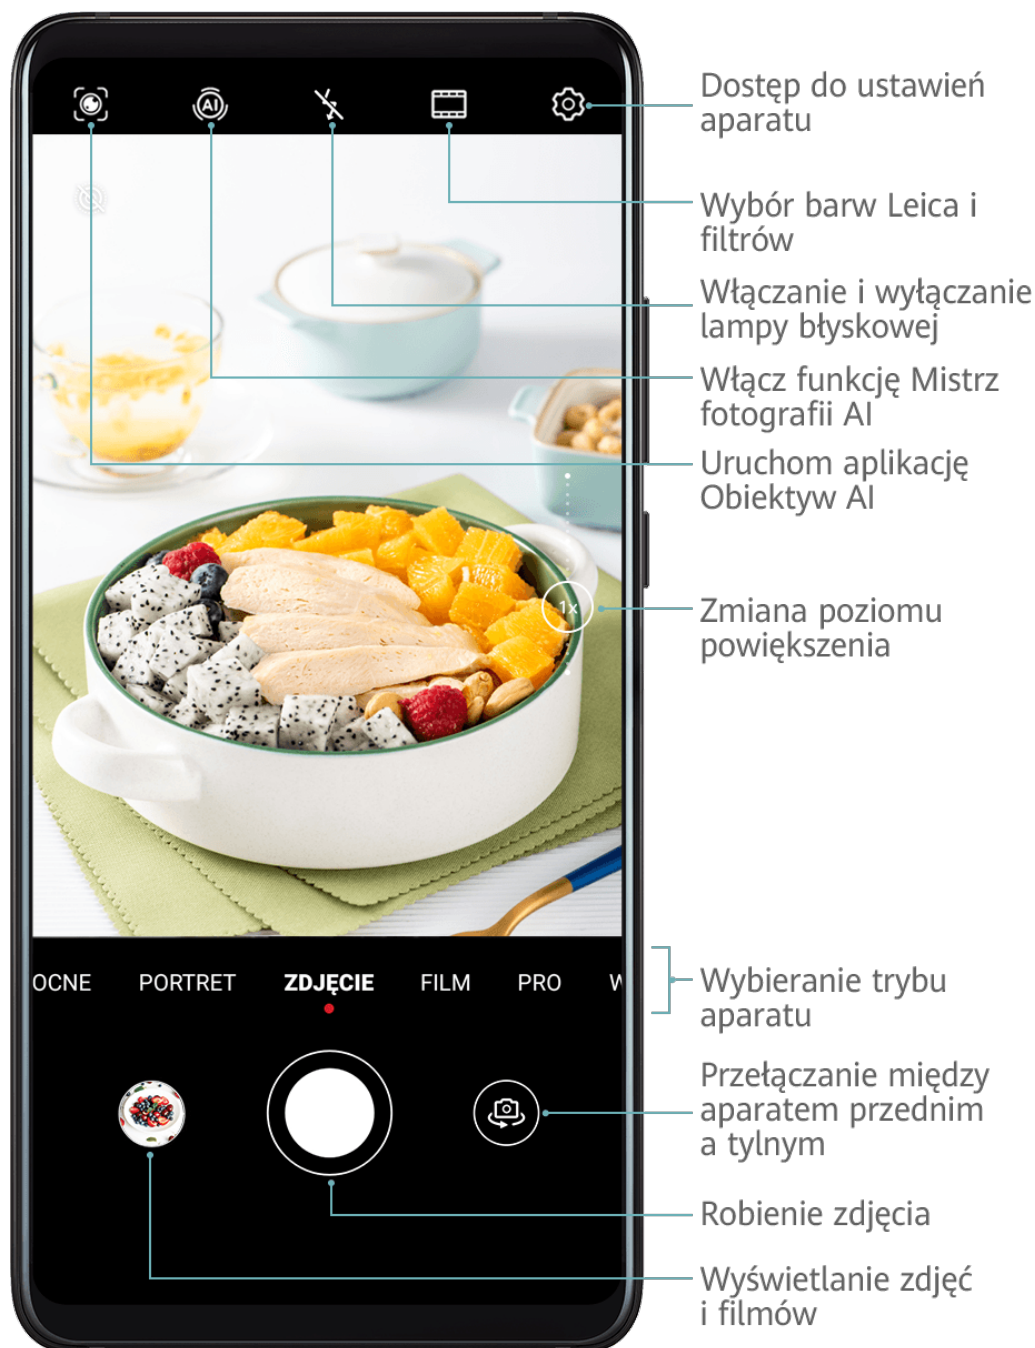 Dostęp do ustawień
aparatu
Wybór barw Leica i
filtrów
Włączanie i wyłączanie
lampy błyskowej
Włącz funkcję Mistrz
fotografii AI
Uruchom aplikację
Obiektyw AI
AI
1x
Zmiana poziomu
powiększenia
OCNE PORTRET ZDJĘCIE FILM PRO W
Wybieranie trybu
aparatu
Przełączanie między
aparatem przednim
a tylnym
Robienie zdjęcia
Wyświetlanie zdjęć
i filmów